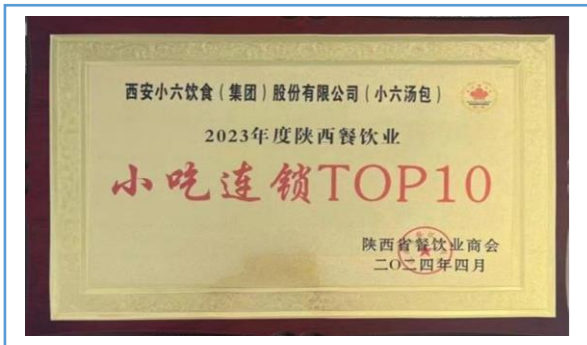 西安小六饮食（集团）股份有限公司（小六汤包）
2023年度陕西餐饮业
小吃连锁TOP10
陕西省餐饮业商会
二〇二四年四月